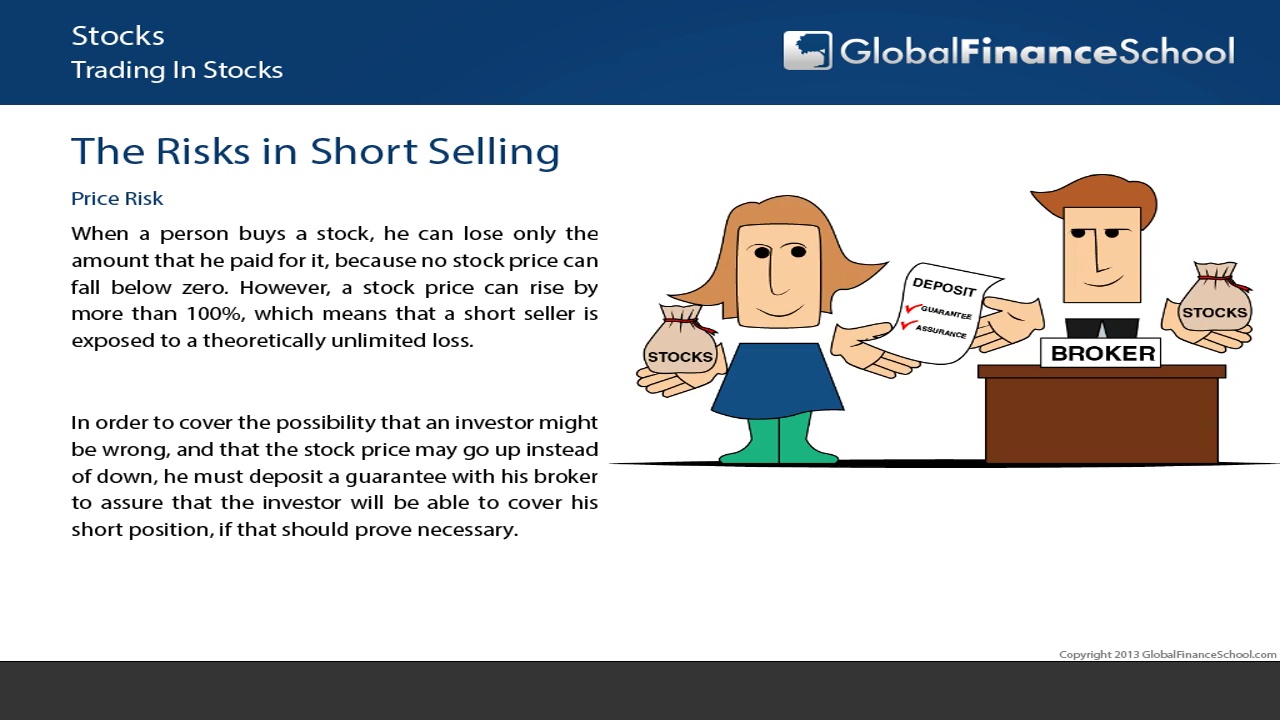 Stocks
Trading In Stocks
GlobalFinanceSchool
The Risks in Short Selling
Price Risk
When a person buys a stock, he can lose only the
amount that he paid for it, because no stock price can
fall below zero. However, a stock price can rise by
more than 100%, which means that a short seller is
exposed to a theoretically unlimited loss.
In order to cover the possibility that an investor might
be wrong, and that the stock price may go up instead
of down, he must deposit a guarantee with his broker
to assure that the investor will be able to cover his
short position, if that should prove necessary.
STOCKS
DEPOSIT
GUARANTEE
ASSURANCE
BROKER
STOCKS
Copyright 2013 GlobalFinanceSchool.com